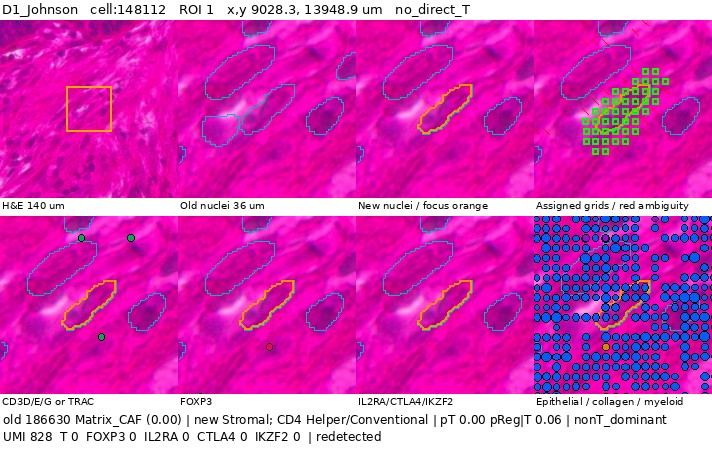 D1_Johnson cell:148112 ROI 1 x,y 9028.3, 13948.9 um no_direct_T
H&E 140 um
Old nuclei 36 um
New nuclei / focus orange
Assigned grids / red ambiguity
CD3D/E/G or TRAC
FOXP3
IL2RA/CTLA4/IKZF2
Epithelial / collagen / myeloid
old 186630 Matrix_CAF (0.00) | new Stromal; CD4 Helper/Conventional | pT 0.00 pReg|T 0.06 | nonT_dominant
UMI 828 T 0 FOXP3 0 IL2RA 0 CTLA4 0 IKZF2 0 | redetected